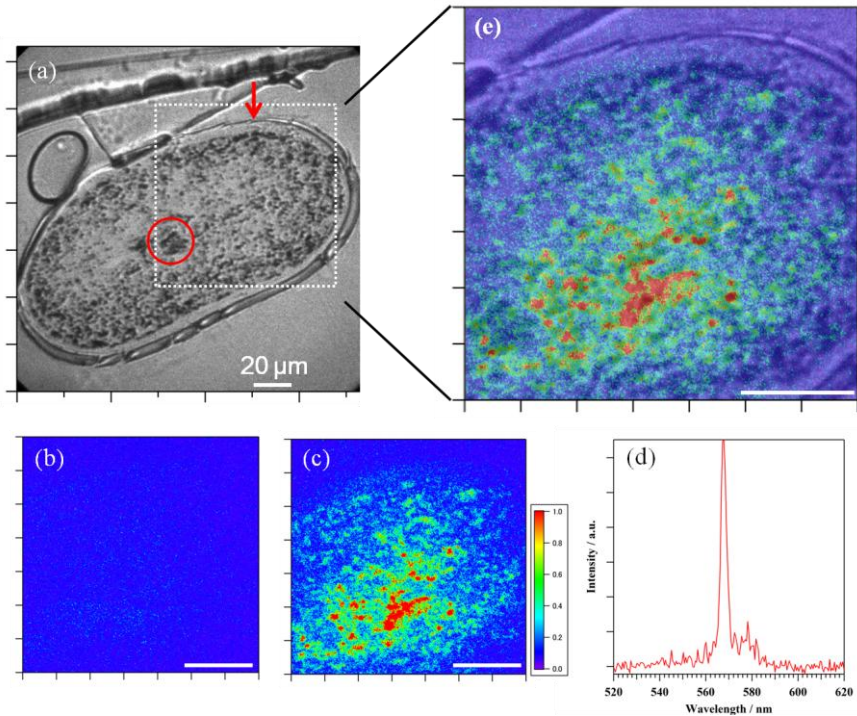 (a)
20 μm
(e)
(b)
(c)
1.0
0.8
0.6
0.4
0.2
0.0
(d)
Intensity / a.u.
520 540 560 580 600 620
Wavelength / nm